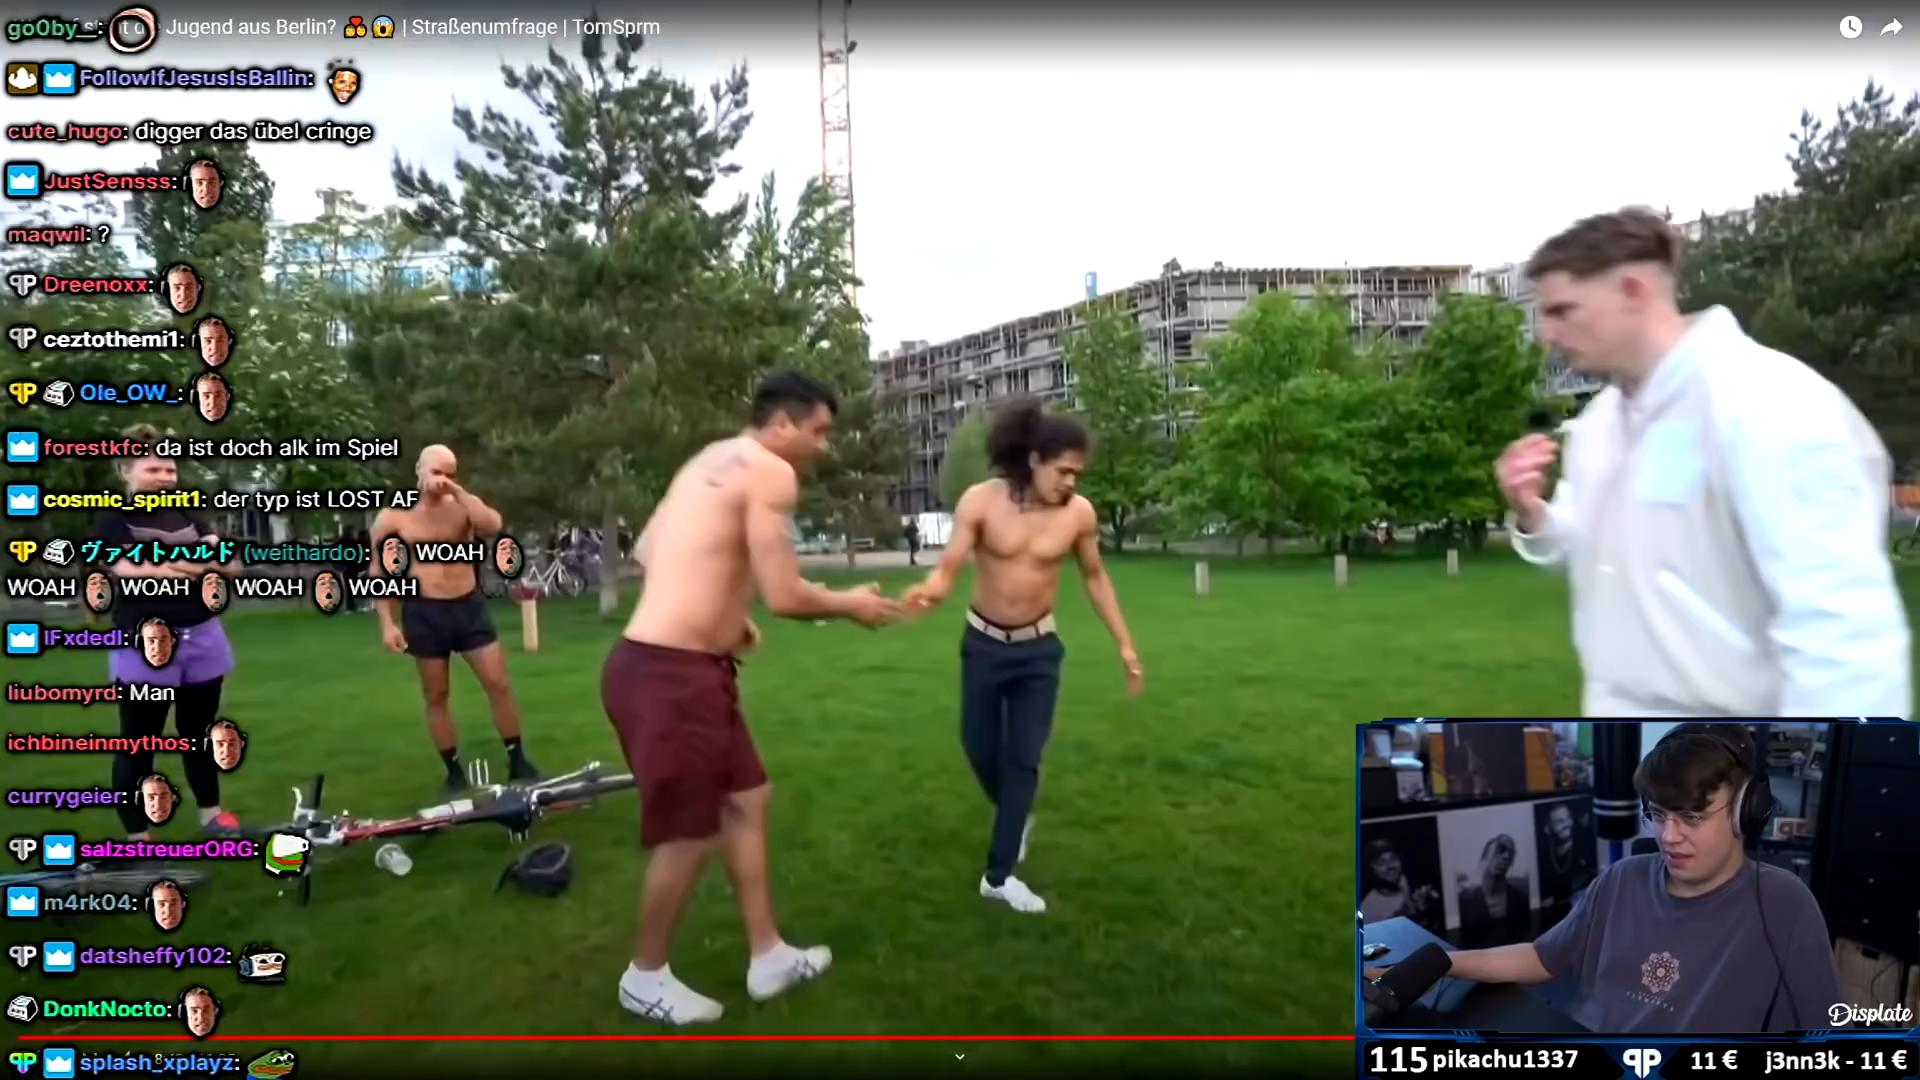 Jugend aus Berlin? | Straßenumfrage | TomSprm
go0by__:
FollowIfJesusIsBallin:
cute_hugo: digger das übel cringe
JustSensss:
maqwil: ?
Dreenoxx:
ceztothemi1:
Ole_OW_:
forestkfc: da ist doch alk im Spiel
cosmic_spirit1: der typ ist LOST AF
ヴァイトハルド (weithardo): WOAH
WOAH WOAH WOAH WOAH
IFxdedl:
liubomyrd: Man
ichbineinmythos:
currygeier:
salzstreuerORG:
m4rk04:
datsheffy102:
DonkNocto:
splash_xplayz:
Displate
115 pikachu1337 11 € j3nn3k - 11 €